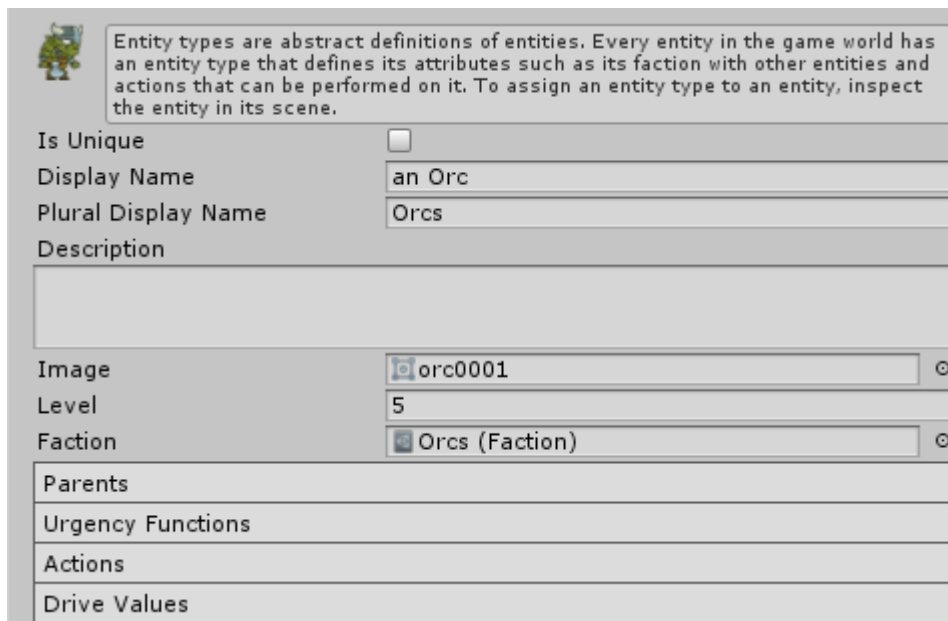 Entity types are abstract definitions of entities. Every entity in the game world has
an entity type that defines its attributes such as its faction with other entities and
actions that can be performed on it. To assign an entity type to an entity, inspect
the entity in its scene.
Is Unique
Display Name an Orc
Plural Display Name Orcs
Description
Image orc0001
Level 5
Faction Orcs (Faction)
Parents
Urgency Functions
Actions
Drive Values